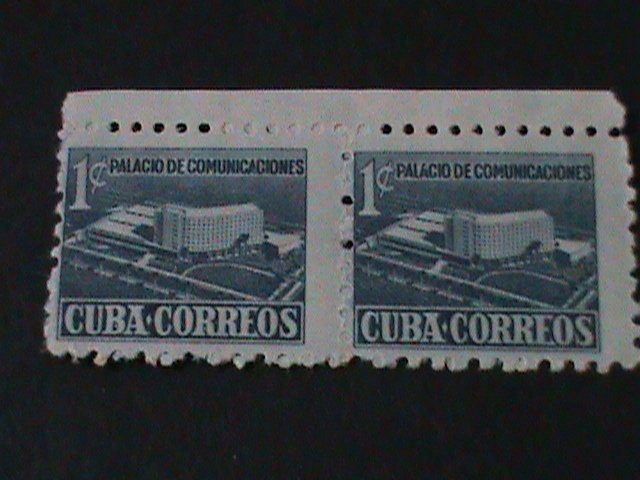 1¢ PALACIO DE COMUNICACIONES
CUBA·CORREOS
1¢ PALACIO DE COMUNICACIONES
CUBA·CORREOS